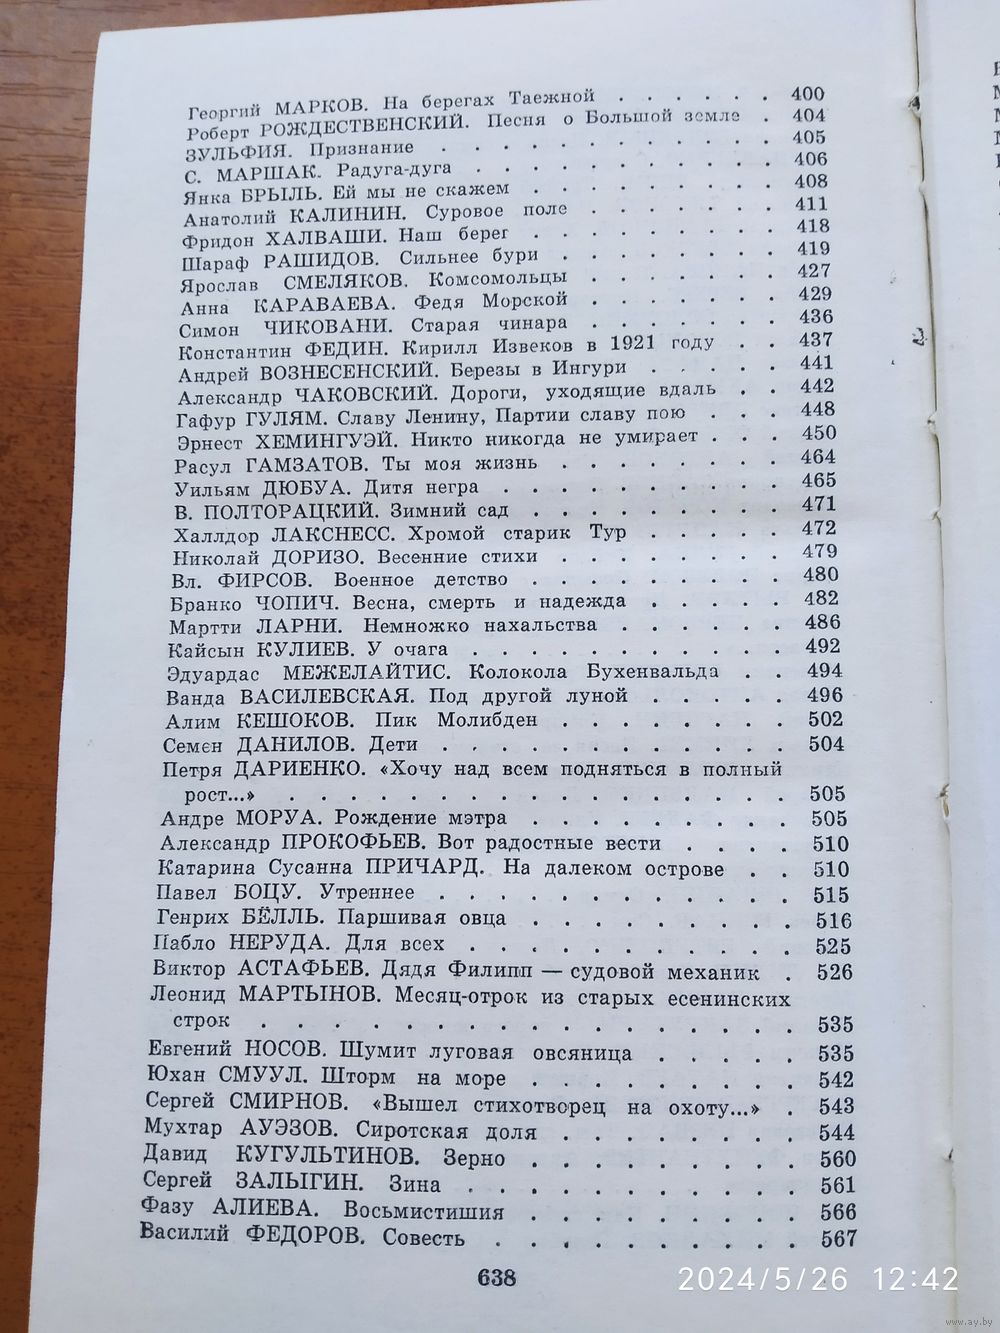 Георгий МАРКОВ. На берегах Таежной . . . . . . 400
Роберт РОЖДЕСТВЕНСКИЙ. Песня о Большой земле . 404
ЗУЛЬФИЯ. Признание . . . . . . . . . . . . 405
С. МАРШАК. Радуга-дуга . . . . . . . . . . . 406
Янка БРЫЛЬ. Ей мы не скажем . . . . . . . . . 408
Анатолий КАЛИНИН. Суровое поле . . . . . . . 411
Фридон ХАЛВАШИ. Наш берег . . . . . . . . . 418
Шараф РАШИДОВ. Сильнее бури . . . . . . . . 419
Ярослав СМЕЛЯКОВ. Комсомольцы . . . . . . . 427
Анна КАРАВАЕВА. Федя Морской . . . . . . . 429
Симон ЧИКОВАНИ. Старая чинара . . . . . . . 436
Константин ФЕДИН. Кирилл Извеков в 1921 году . . 437
Андрей ВОЗНЕСЕНСКИЙ. Березы в Ингури . . . . . 441
Александр ЧАКОВСКИЙ. Дороги, уходящие вдаль . . 442
Гафур ГУЛЯМ. Славу Ленину, Партии славу пою . . . 448
Эрнест ХЕМИНГУЭЙ. Никто никогда не умирает . . . 450
Расул ГАМЗАТОВ. Ты моя жизнь . . . . . . . . 464
Уильям ДЮБУА. Дитя негра . . . . . . . . . . 465
В. ПОЛТОРАЦКИЙ. Зимний сад . . . . . . . . . 471
Халлдор ЛАКСНЕСС. Хромой старик Тур . . . . . 472
Николай ДОРИЗО. Весенние стихи . . . . . . . . 479
Вл. ФИРСОВ. Военное детство . . . . . . . . . 480
Бранко ЧОПИЧ. Весна, смерть и надежда . . . . . 482
Мартти ЛАРНИ. Немножко нахальства . . . . . . 486
Кайсын КУЛИЕВ. У очага . . . . . . . . . . . 492
Эдуардас МЕЖЕЛАЙТИС. Колокола Бухенвальда . . 494
Ванда ВАСИЛЕВСКАЯ. Под другой луной . . . . . 496
Алим КЕШОКОВ. Пик Молибден . . . . . . . . 502
Семен ДАНИЛОВ. Дети . . . . . . . . . . . . 504
Петря ДАРИЕНКО. «Хочу над всем подняться в полный
рост...» . . . . . . . . . . . . . . . . . . 505
Андре МОРУА. Рождение мэтра . . . . . . . . . 505
Александр ПРОКОФЬЕВ. Вот радостные вести . . . . 510
Катарина Сусанна ПРИЧАРД. На далеком острове . . 510
Павел БОЦУ. Утреннее . . . . . . . . . . . . 515
Генрих БЁЛЛЬ. Паршивая овца . . . . . . . . . 516
Пабло НЕРУДА. Для всех . . . . . . . . . . . 525
Виктор АСТАФЬЕВ. Дядя Филипп — судовой механик . 526
Леонид МАРТЫНОВ. Месяц-отрок из старых есенинских
строк . . . . . . . . . . . . . . . . . . . 535
Евгений НОСОВ. Шумит луговая овсяница . . . . . 535
Юхан СМУУЛ. Шторм на море . . . . . . . . . 542
Сергей СМИРНОВ. «Вышел стихотворец на охоту...» . 543
Мухтар АУЭЗОВ. Сиротская доля . . . . . . . . 544
Давид КУГУЛЬТИНОВ. Зерно . . . . . . . . . 560
Сергей ЗАЛЫГИН. Зина . . . . . . . . . . . 561
Фазу АЛИЕВА. Восьмистишия . . . . . . . . . 566
Василий ФЕДОРОВ. Совесть . . . . . . . . . . 567
638
2024/5/26 12:42
www.ay.by